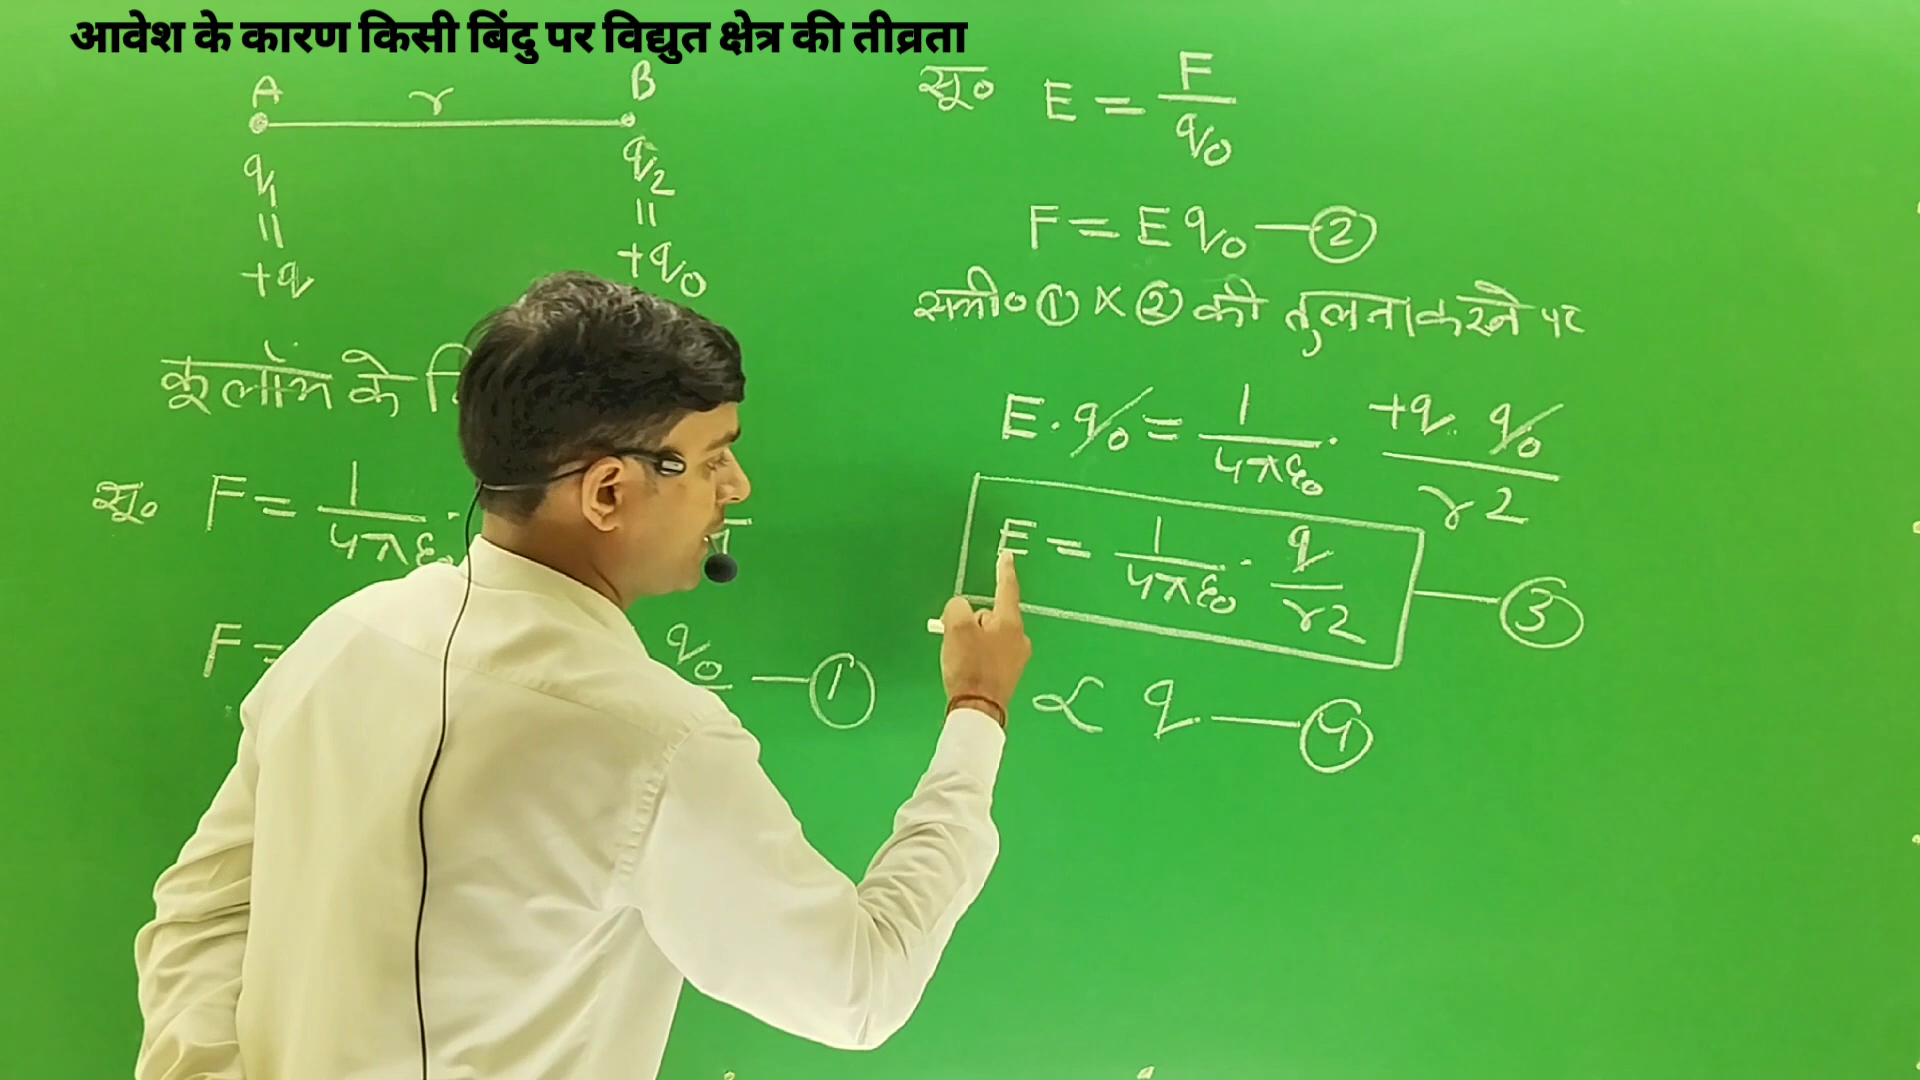 आवेश के कारण किसी बिंदु पर विद्युत क्षेत्र की तीव्रता
A r B
q₁ q₂
= =
+q +q₀
कूलॉम के
सू० F = 1/4πε₀ .
F =
q₀ — ①
सू० E = F/q₀
F = E q₀ — ②
समी० ① X ② की तुलना करने पर
E . q₀ = 1/4πε₀ . +q . q₀/r2
E = 1/4πε₀ . q/r2 — ③
∝ q — ④